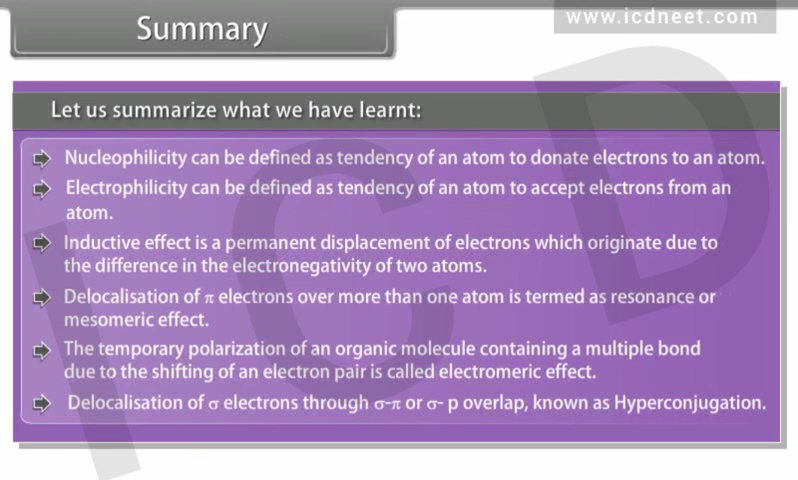 www.icdneet.com
Summary
Let us summarize what we have learnt:
Nucleophilicity can be defined as tendency of an atom to donate electrons to an atom.
Electrophilicity can be defined as tendency of an atom to accept electrons from an
atom.
Inductive effect is a permanent displacement of electrons which originate due to
the difference in the electronegativity of two atoms.
Delocalisation of π electrons over more than one atom is termed as resonance or
mesomeric effect.
The temporary polarization of an organic molecule containing a multiple bond
due to the shifting of an electron pair is called electromeric effect.
Delocalisation of σ electrons through σ-π or σ- p overlap, known as Hyperconjugation.
ICD